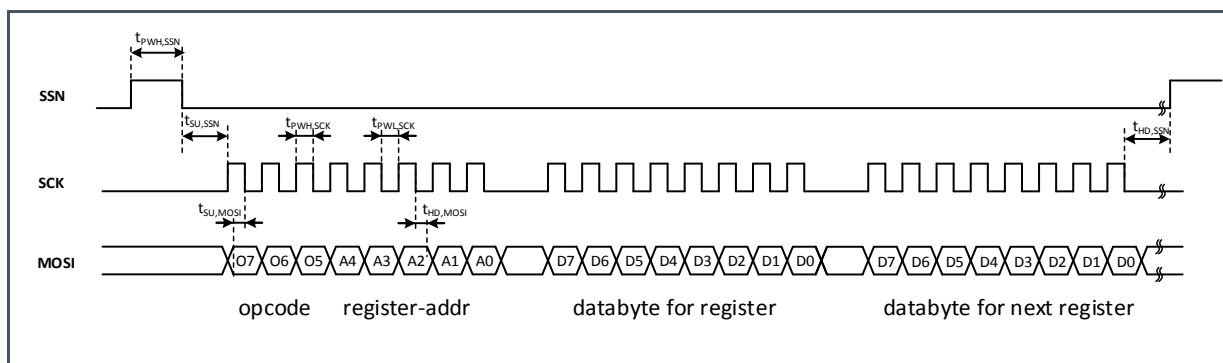 tPWH,SSN
SSN
tSU,SSN tPWH,SCK tPWL,SCK tHD,SSN
SCK
tSU,MOSI tHD,MOSI
MOSI O7 O6 O5 A4 A3 A2 A1 A0 D7 D6 D5 D4 D3 D2 D1 D0 D7 D6 D5 D4 D3 D2 D1 D0
opcode register-addr databyte for register databyte for next register